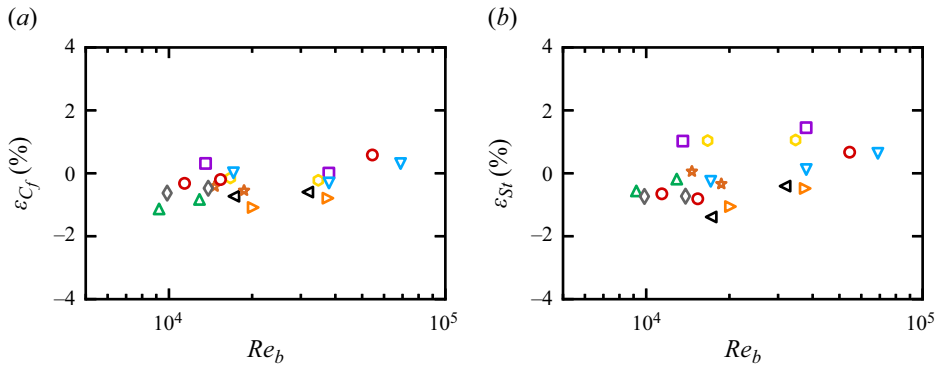 (a)
4
2
0
–2
–4
ε_{C_f} (%)
10^4
10^5
Re_b
(b)
4
2
0
–2
–4
ε_{St} (%)
10^4
10^5
Re_b